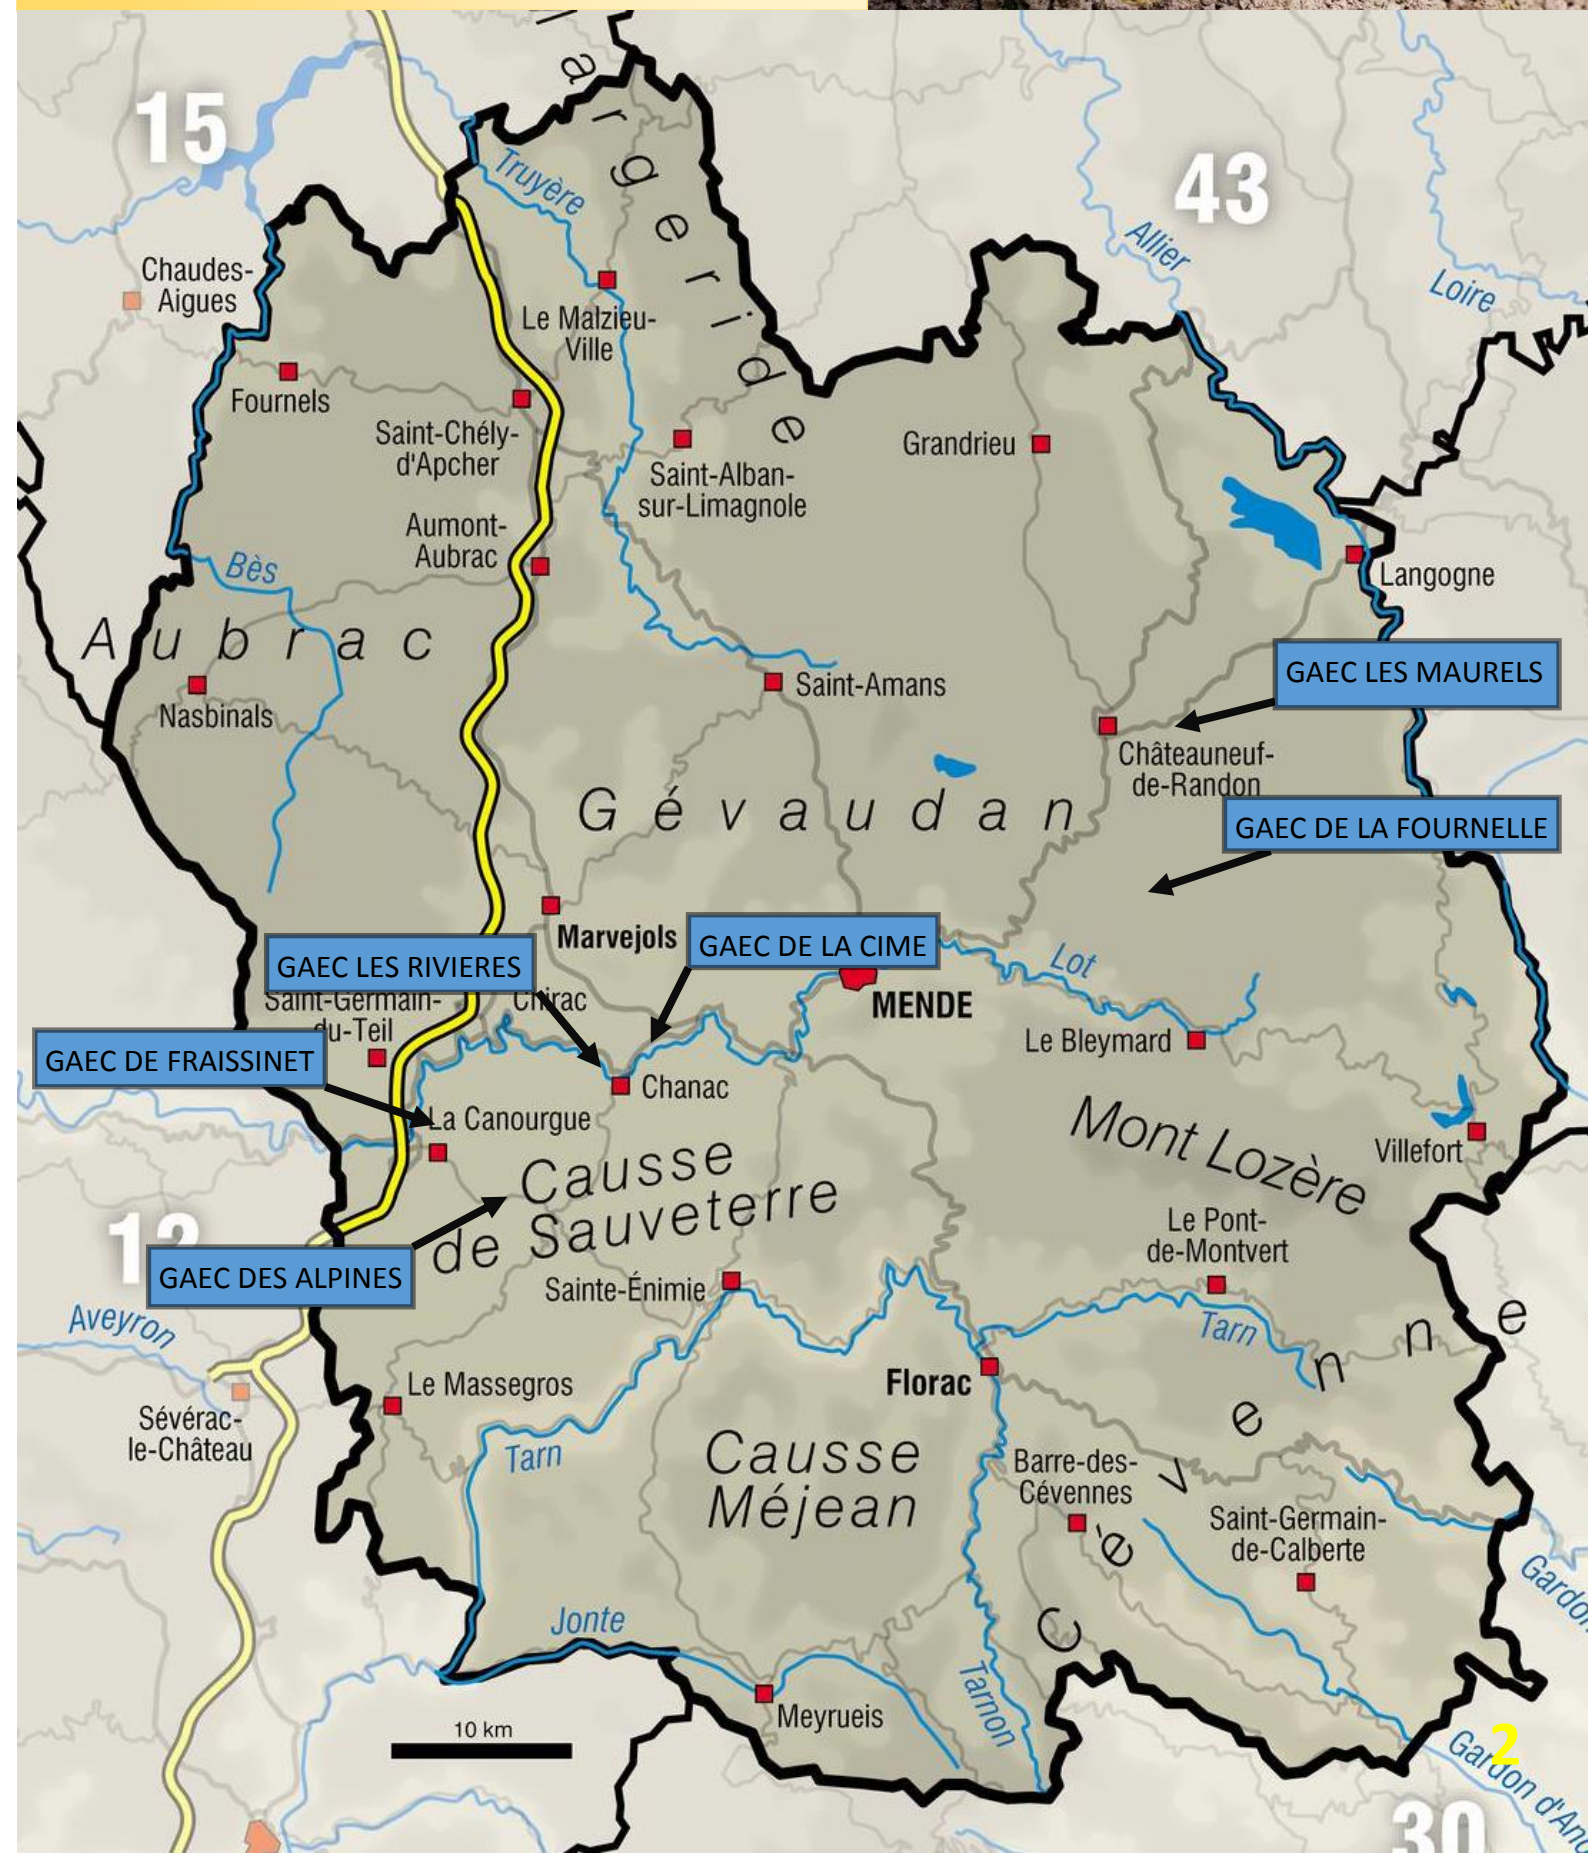 15
43
12
30
Margeride
Truyère
Allier
Loire
Chaudes-
Aigues
Le Malzieu-
Ville
Fournels
Saint-Chély-
d'Apcher
Saint-Alban-
sur-Limagnole
Grandrieu
Aumont-
Aubrac
Bès
Langogne
Aubrac
GAEC LES MAURELS
Nasbinals
Saint-Amans
Châteauneuf-
de-Randon
Gévaudan
GAEC DE LA FOURNELLE
Marvejols
GAEC DE LA CIME
GAEC LES RIVIERES
Lot
Saint-Germain-
du-Teil
Chirac
MENDE
Le Bleymard
GAEC DE FRAISSINET
Chanac
La Canourgue
Mont Lozère
Villefort
Causse
de Sauveterre
Le Pont-
de-Montvert
GAEC DES ALPINES
Sainte-Énimie
Aveyron
Tarn
Cévenne
Florac
Le Massegros
Sévérac-
le-Château
Tarn
Causse
Méjean
Barre-des-
Cévennes
Saint-Germain-
de-Calberte
Gardon
Jonte
Tarnon
Meyrueis
10 km
2
Gardon d'An